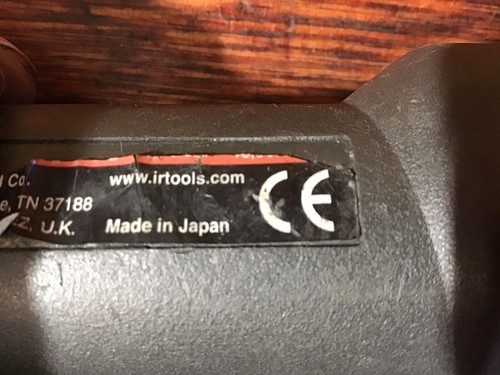 l Co. www.irtools.com CE
e, TN 37188
Z, U.K. Made in Japan